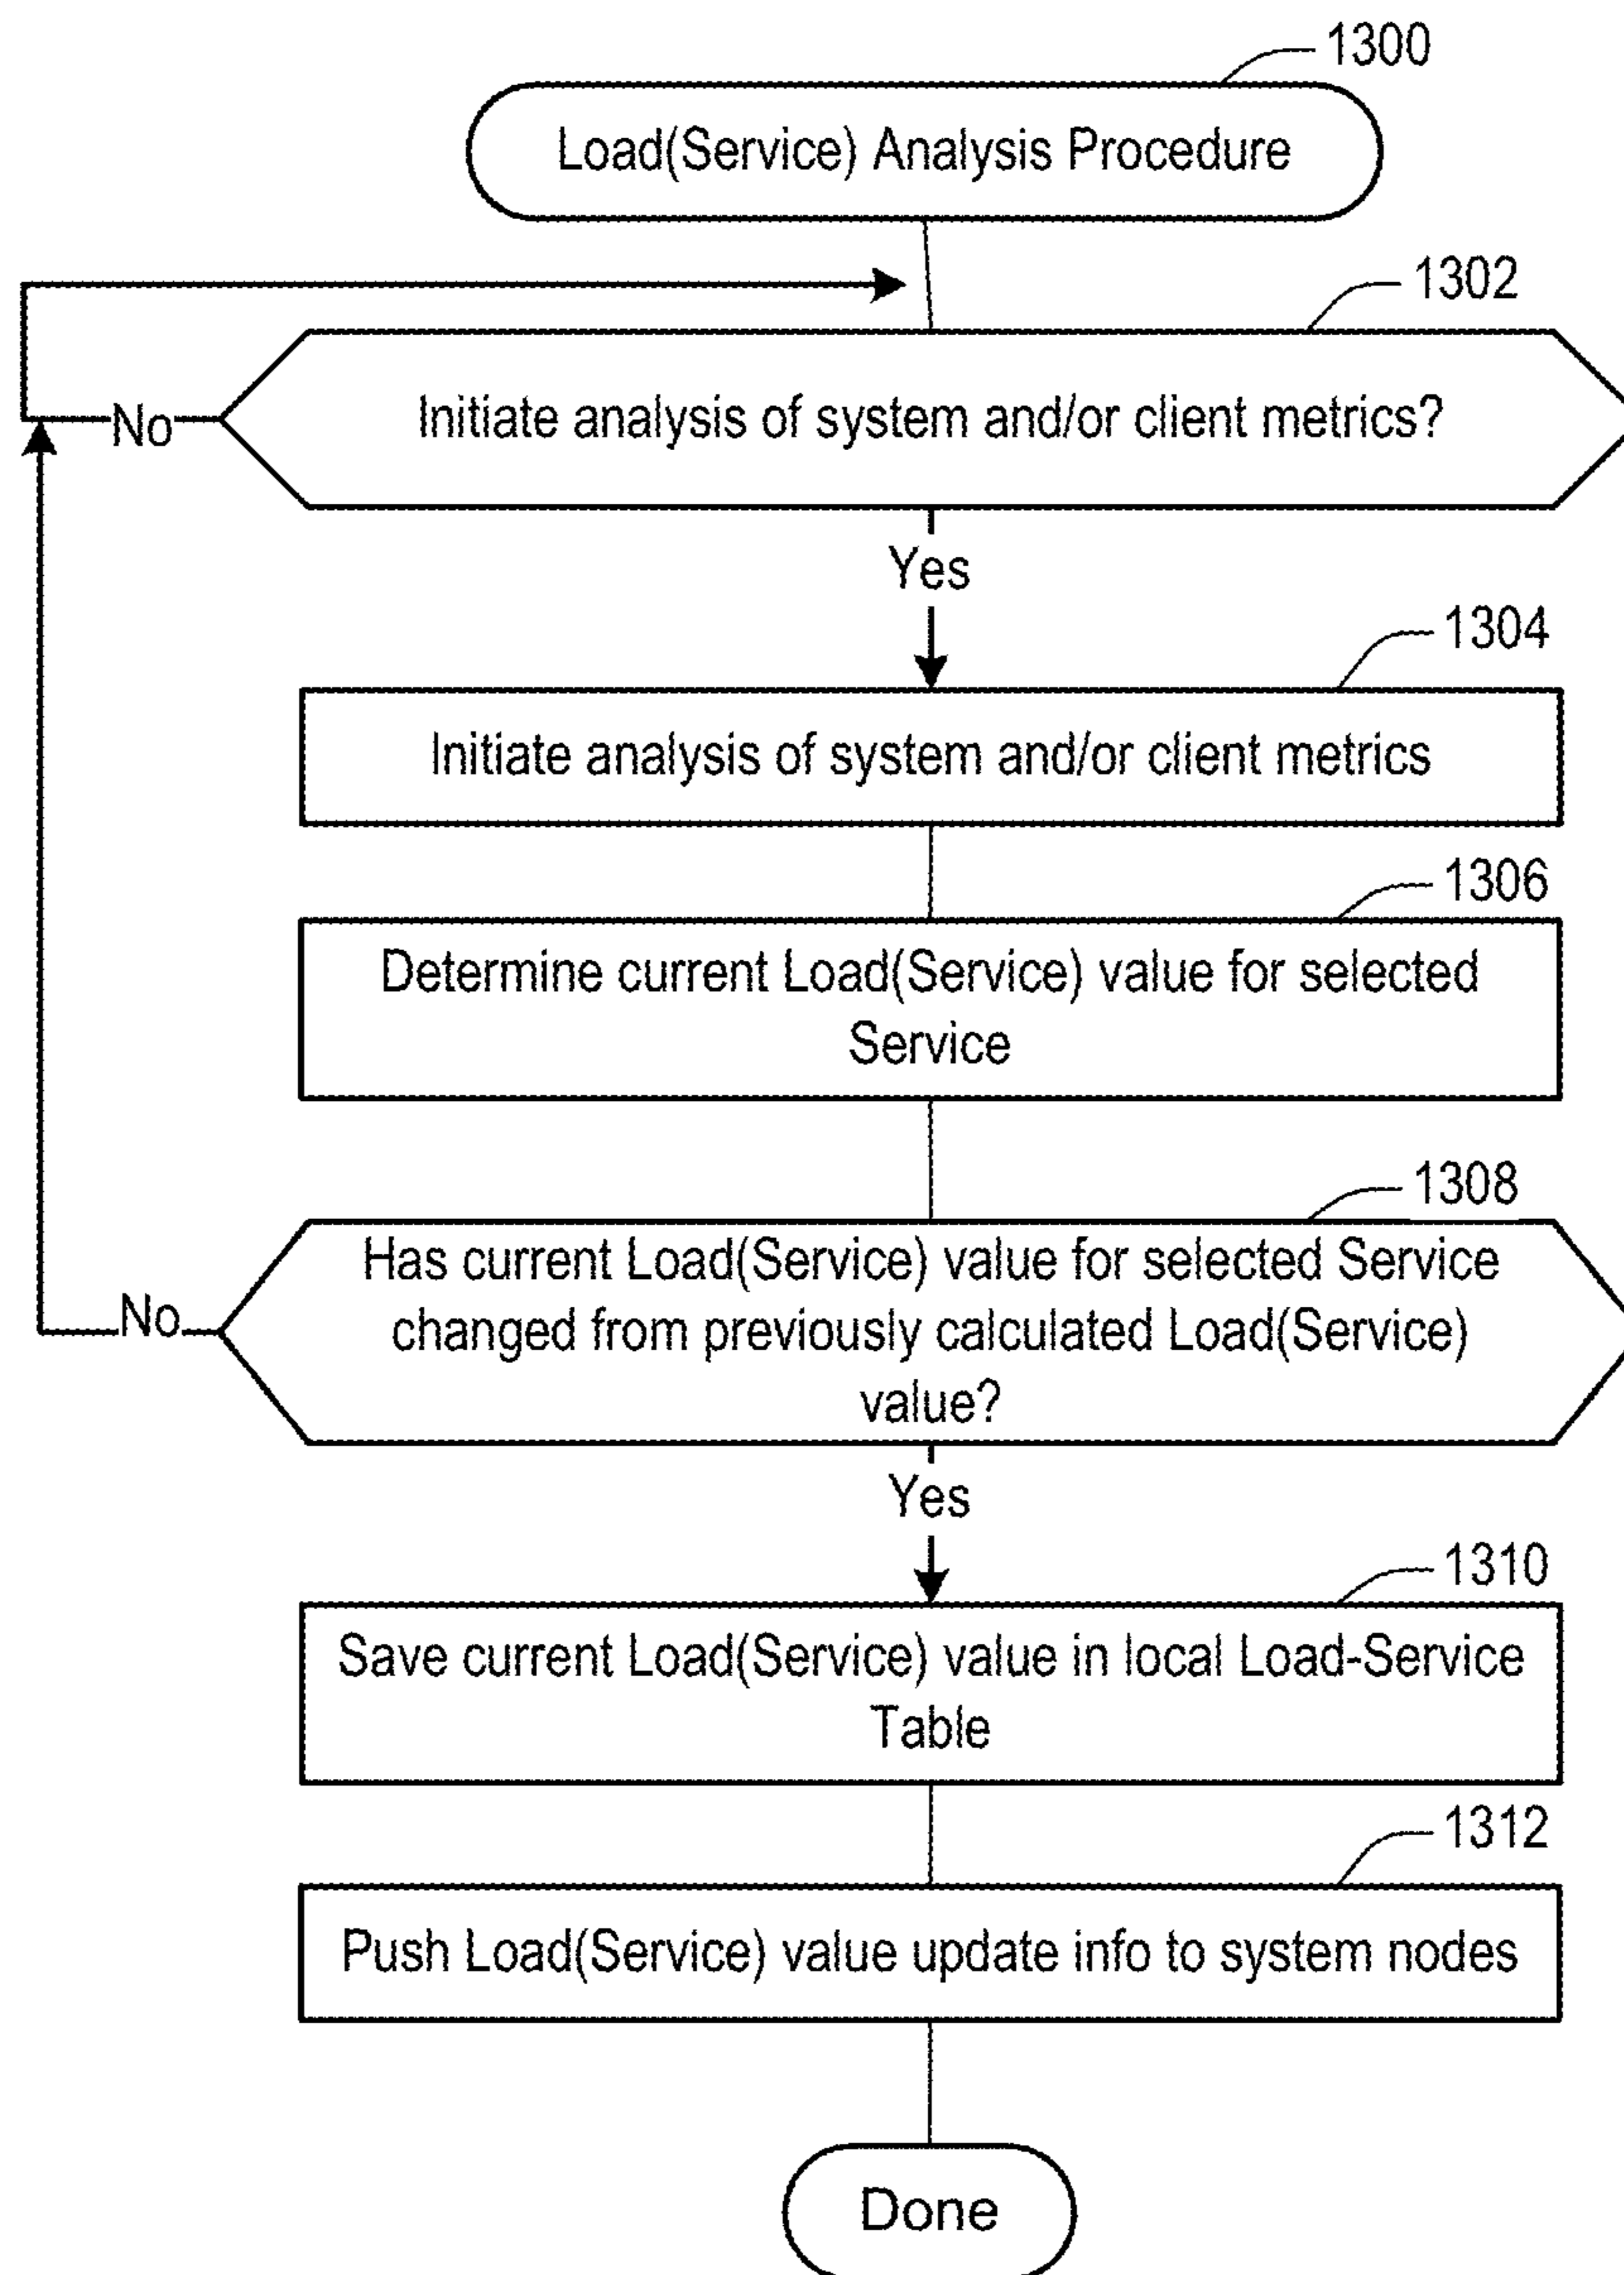 1300
Load(Service) Analysis Procedure
1302
No
Initiate analysis of system and/or client metrics?
Yes
1304
Initiate analysis of system and/or client metrics
1306
Determine current Load(Service) value for selected
Service
1308
Has current Load(Service) value for selected Service
No
changed from previously calculated Load(Service)
value?
Yes
1310
Save current Load(Service) value in local Load-Service
Table
1312
Push Load(Service) value update info to system nodes
Done